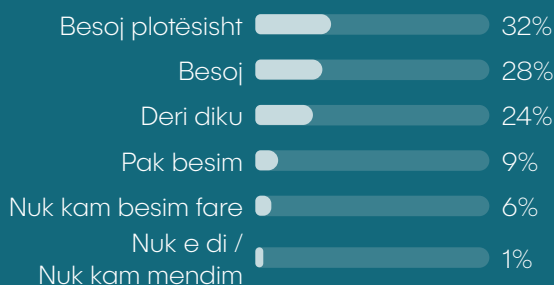 Besoj plotësisht 32%
Besoj 28%
Deri diku 24%
Pak besim 9%
Nuk kam besim fare 6%
Nuk e di /
Nuk kam mendim 1%